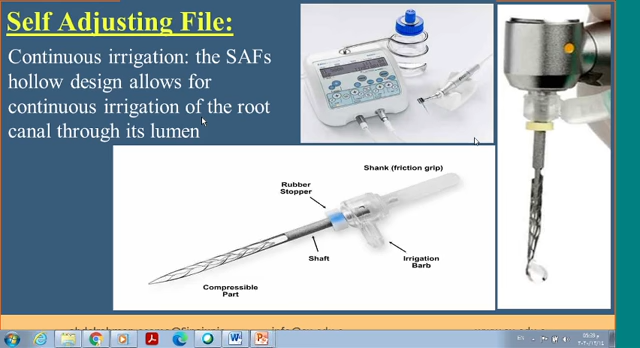 Self Adjusting File:
Continuous irrigation: the SAFs
hollow design allows for
continuous irrigation of the root
canal through its lumen
Shank (friction grip)
Rubber
Stopper
Shaft
Irrigation
Barb
Compressible
Part
EN